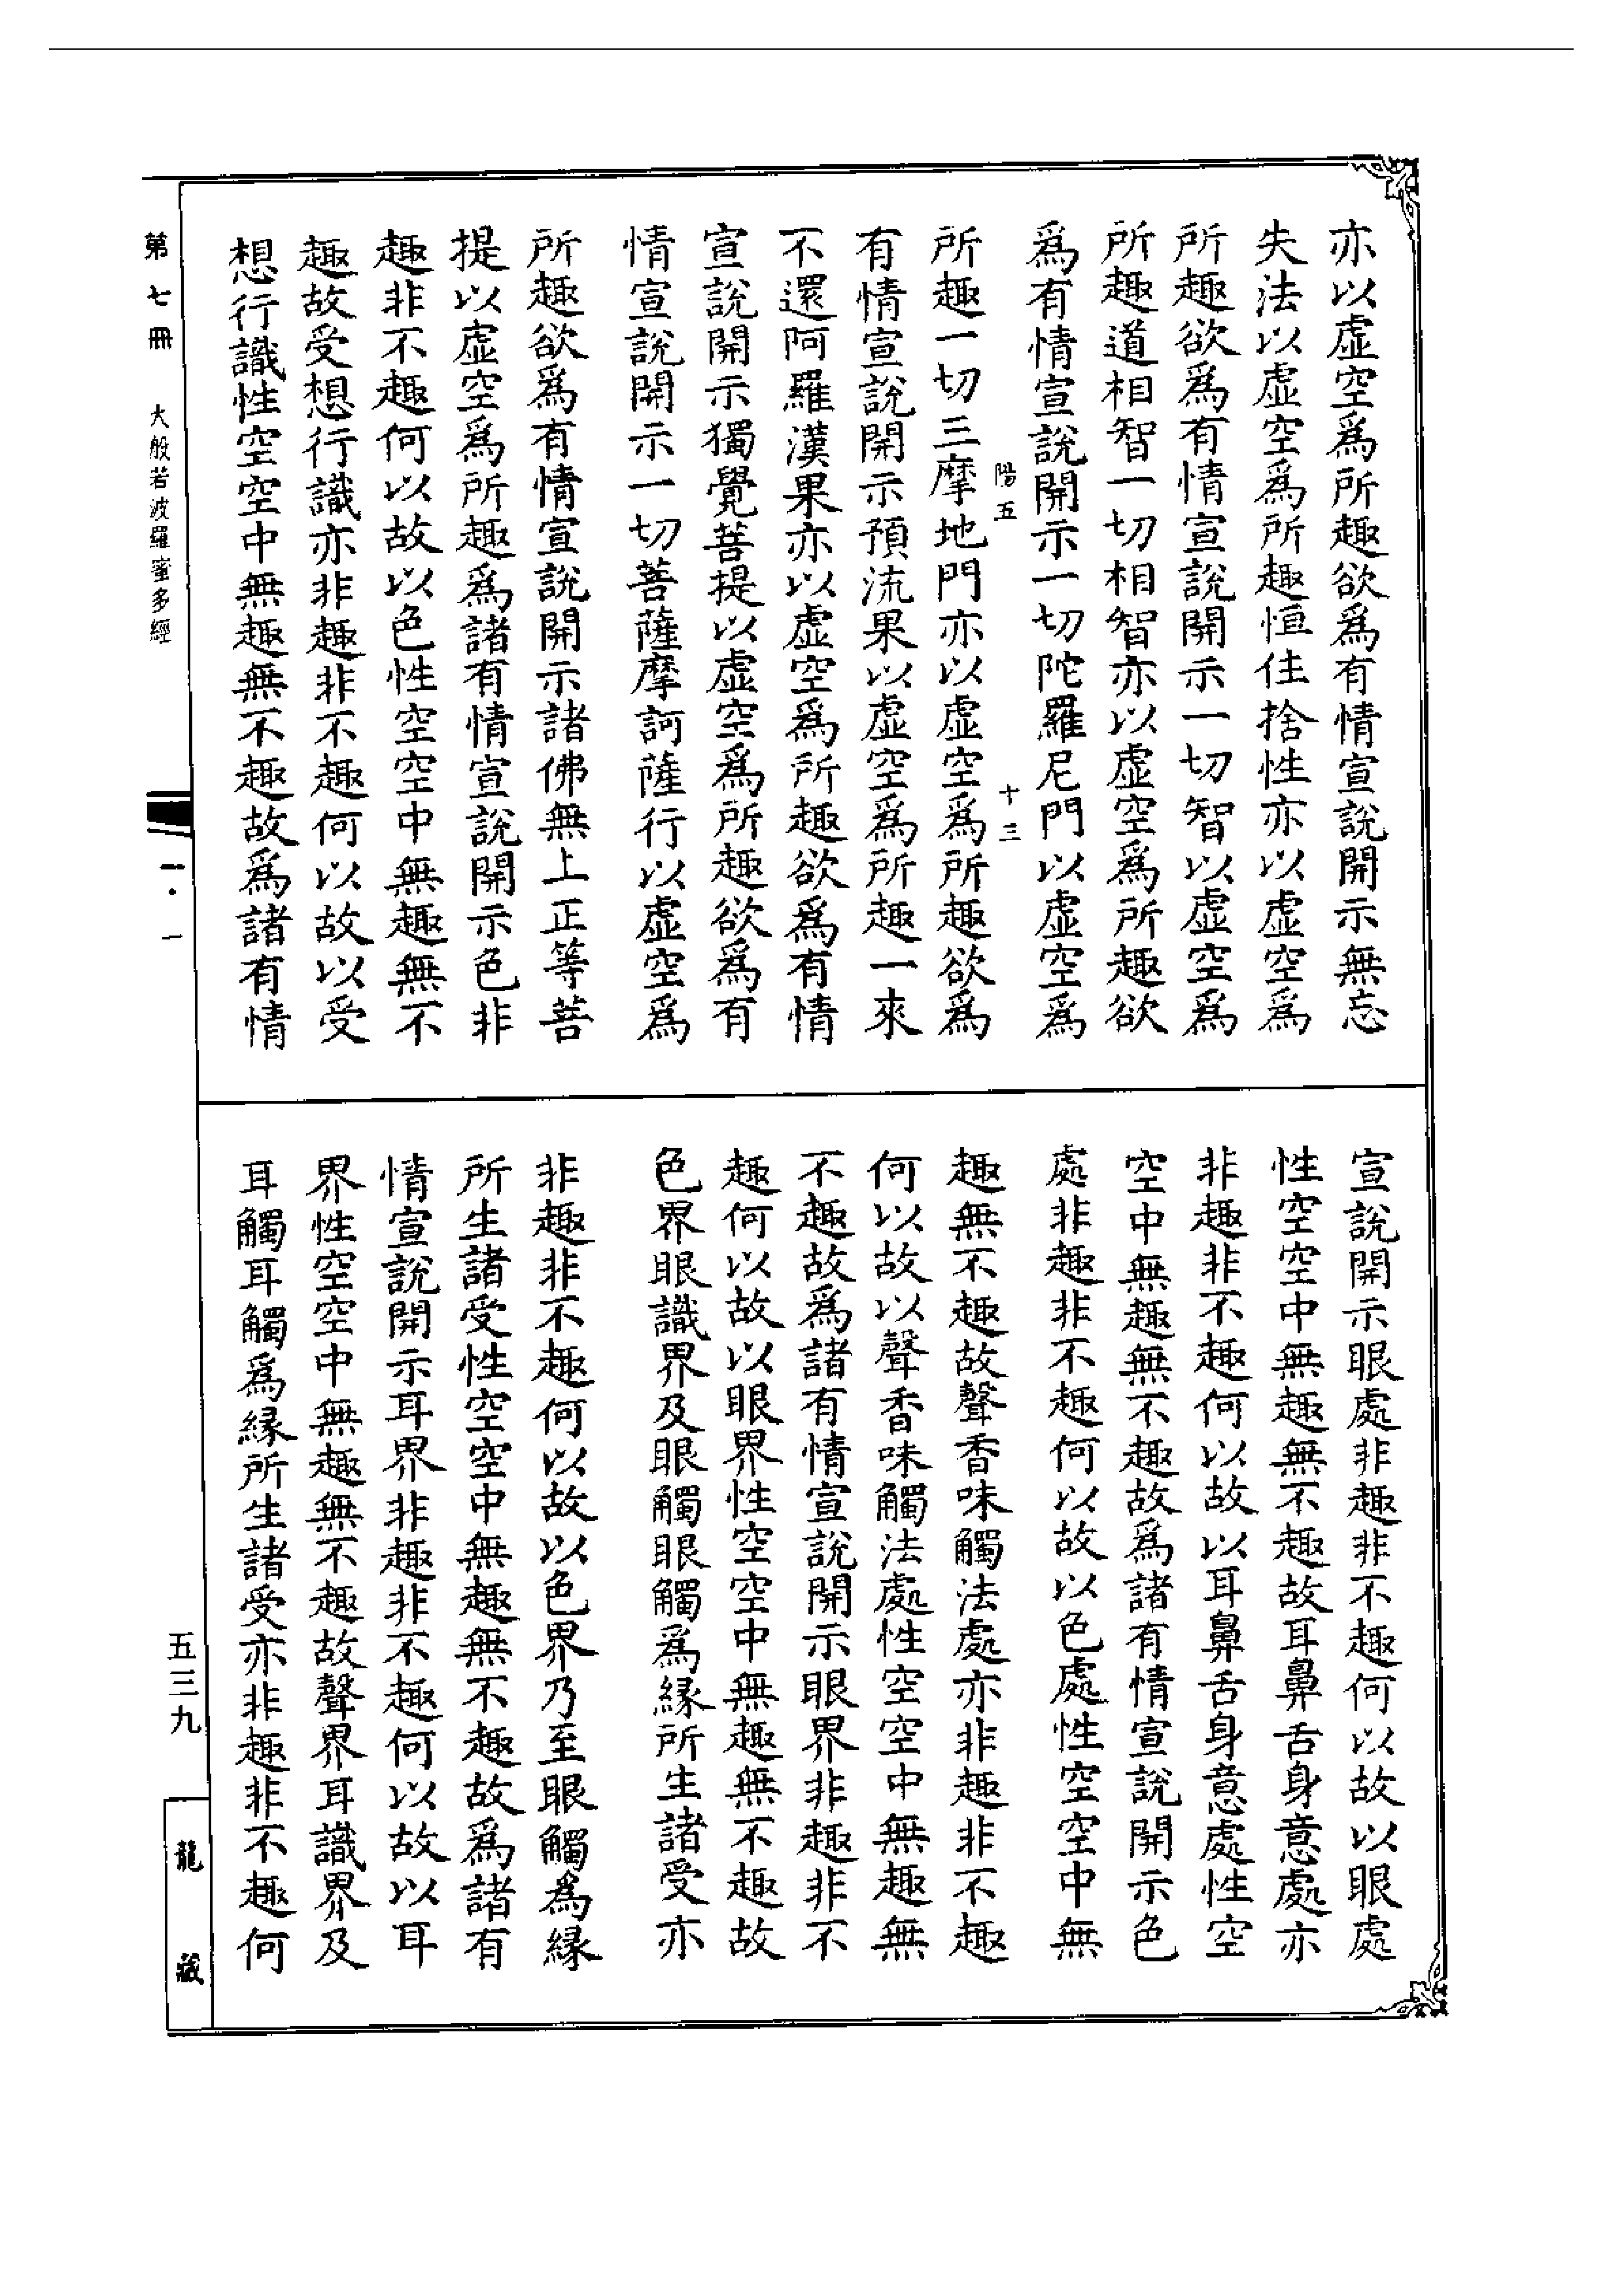 亦以虛空爲所趣欲爲有情宣說開示無忘
失法以虛空爲所趣恒住捨性亦以虛空爲
所趣欲爲有情宣說開示一切智以虛空爲
所趣道相智一切相智亦以虛空爲所趣欲
爲有情宣說開示一切陀羅尼門以虛空爲
陽五 十三
所趣一切三摩地門亦以虛空爲所趣欲爲
有情宣說開示預流果以虛空爲所趣一來
不還阿羅漢果亦以虛空爲所趣欲爲有情
宣說開示獨覺菩提以虛空爲所趣欲爲有
情宣說開示一切菩薩摩訶薩行以虛空爲
所趣欲爲有情宣說開示諸佛無上正等菩
提以虛空爲所趣爲諸有情宣說開示色非
趣非不趣何以故以色性空空中無趣無不
趣故受想行識亦非趣非不趣何以故以受
想行識性空空中無趣無不趣故爲諸有情
宣說開示眼處非趣非不趣何以故以眼處
性空空中無趣無不趣故耳鼻舌身意處亦
非趣非不趣何以故以耳鼻舌身意處性空
空中無趣無不趣故爲諸有情宣說開示色
處非趣非不趣何以故以色處性空空中無
趣無不趣故聲香味觸法處亦非趣非不趣
何以故以聲香味觸法處性空空中無趣無
不趣故爲諸有情宣說開示眼界非趣非不
趣何以故以眼界性空空中無趣無不趣故
色界眼識界及眼觸眼觸爲緣所生諸受亦
非趣非不趣何以故以色界乃至眼觸為緣
所生諸受性空空中無趣無不趣故爲諸有
情宣說開示耳界非趣非不趣何以故以耳
界性空空中無趣無不趣故聲界耳識界及
耳觸耳觸爲緣所生諸受亦非趣非不趣何
第七冊 大般若波羅蜜多經
一·一
五三九
龍藏